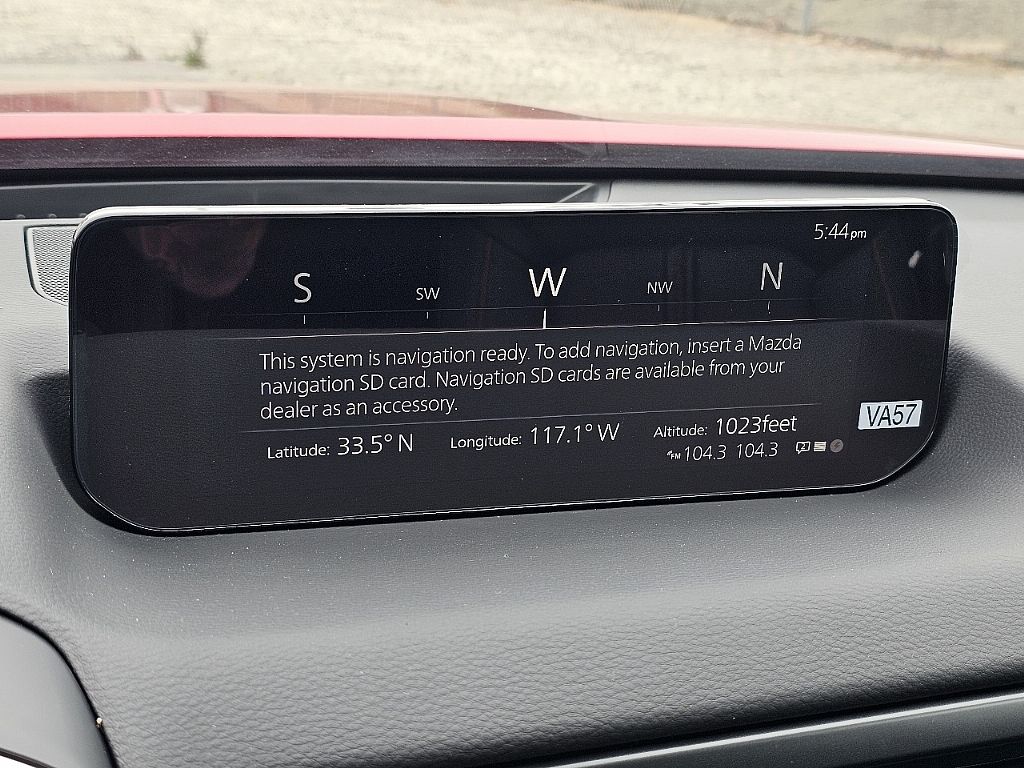 5:44pm
S SW W NW N
This system is navigation ready. To add navigation, insert a Mazda
navigation SD card. Navigation SD cards are available from your
dealer as an accessory.
VA57
Latitude: 33.5° N Longitude: 117.1° W Altitude: 1023feet
FM 104.3 104.3